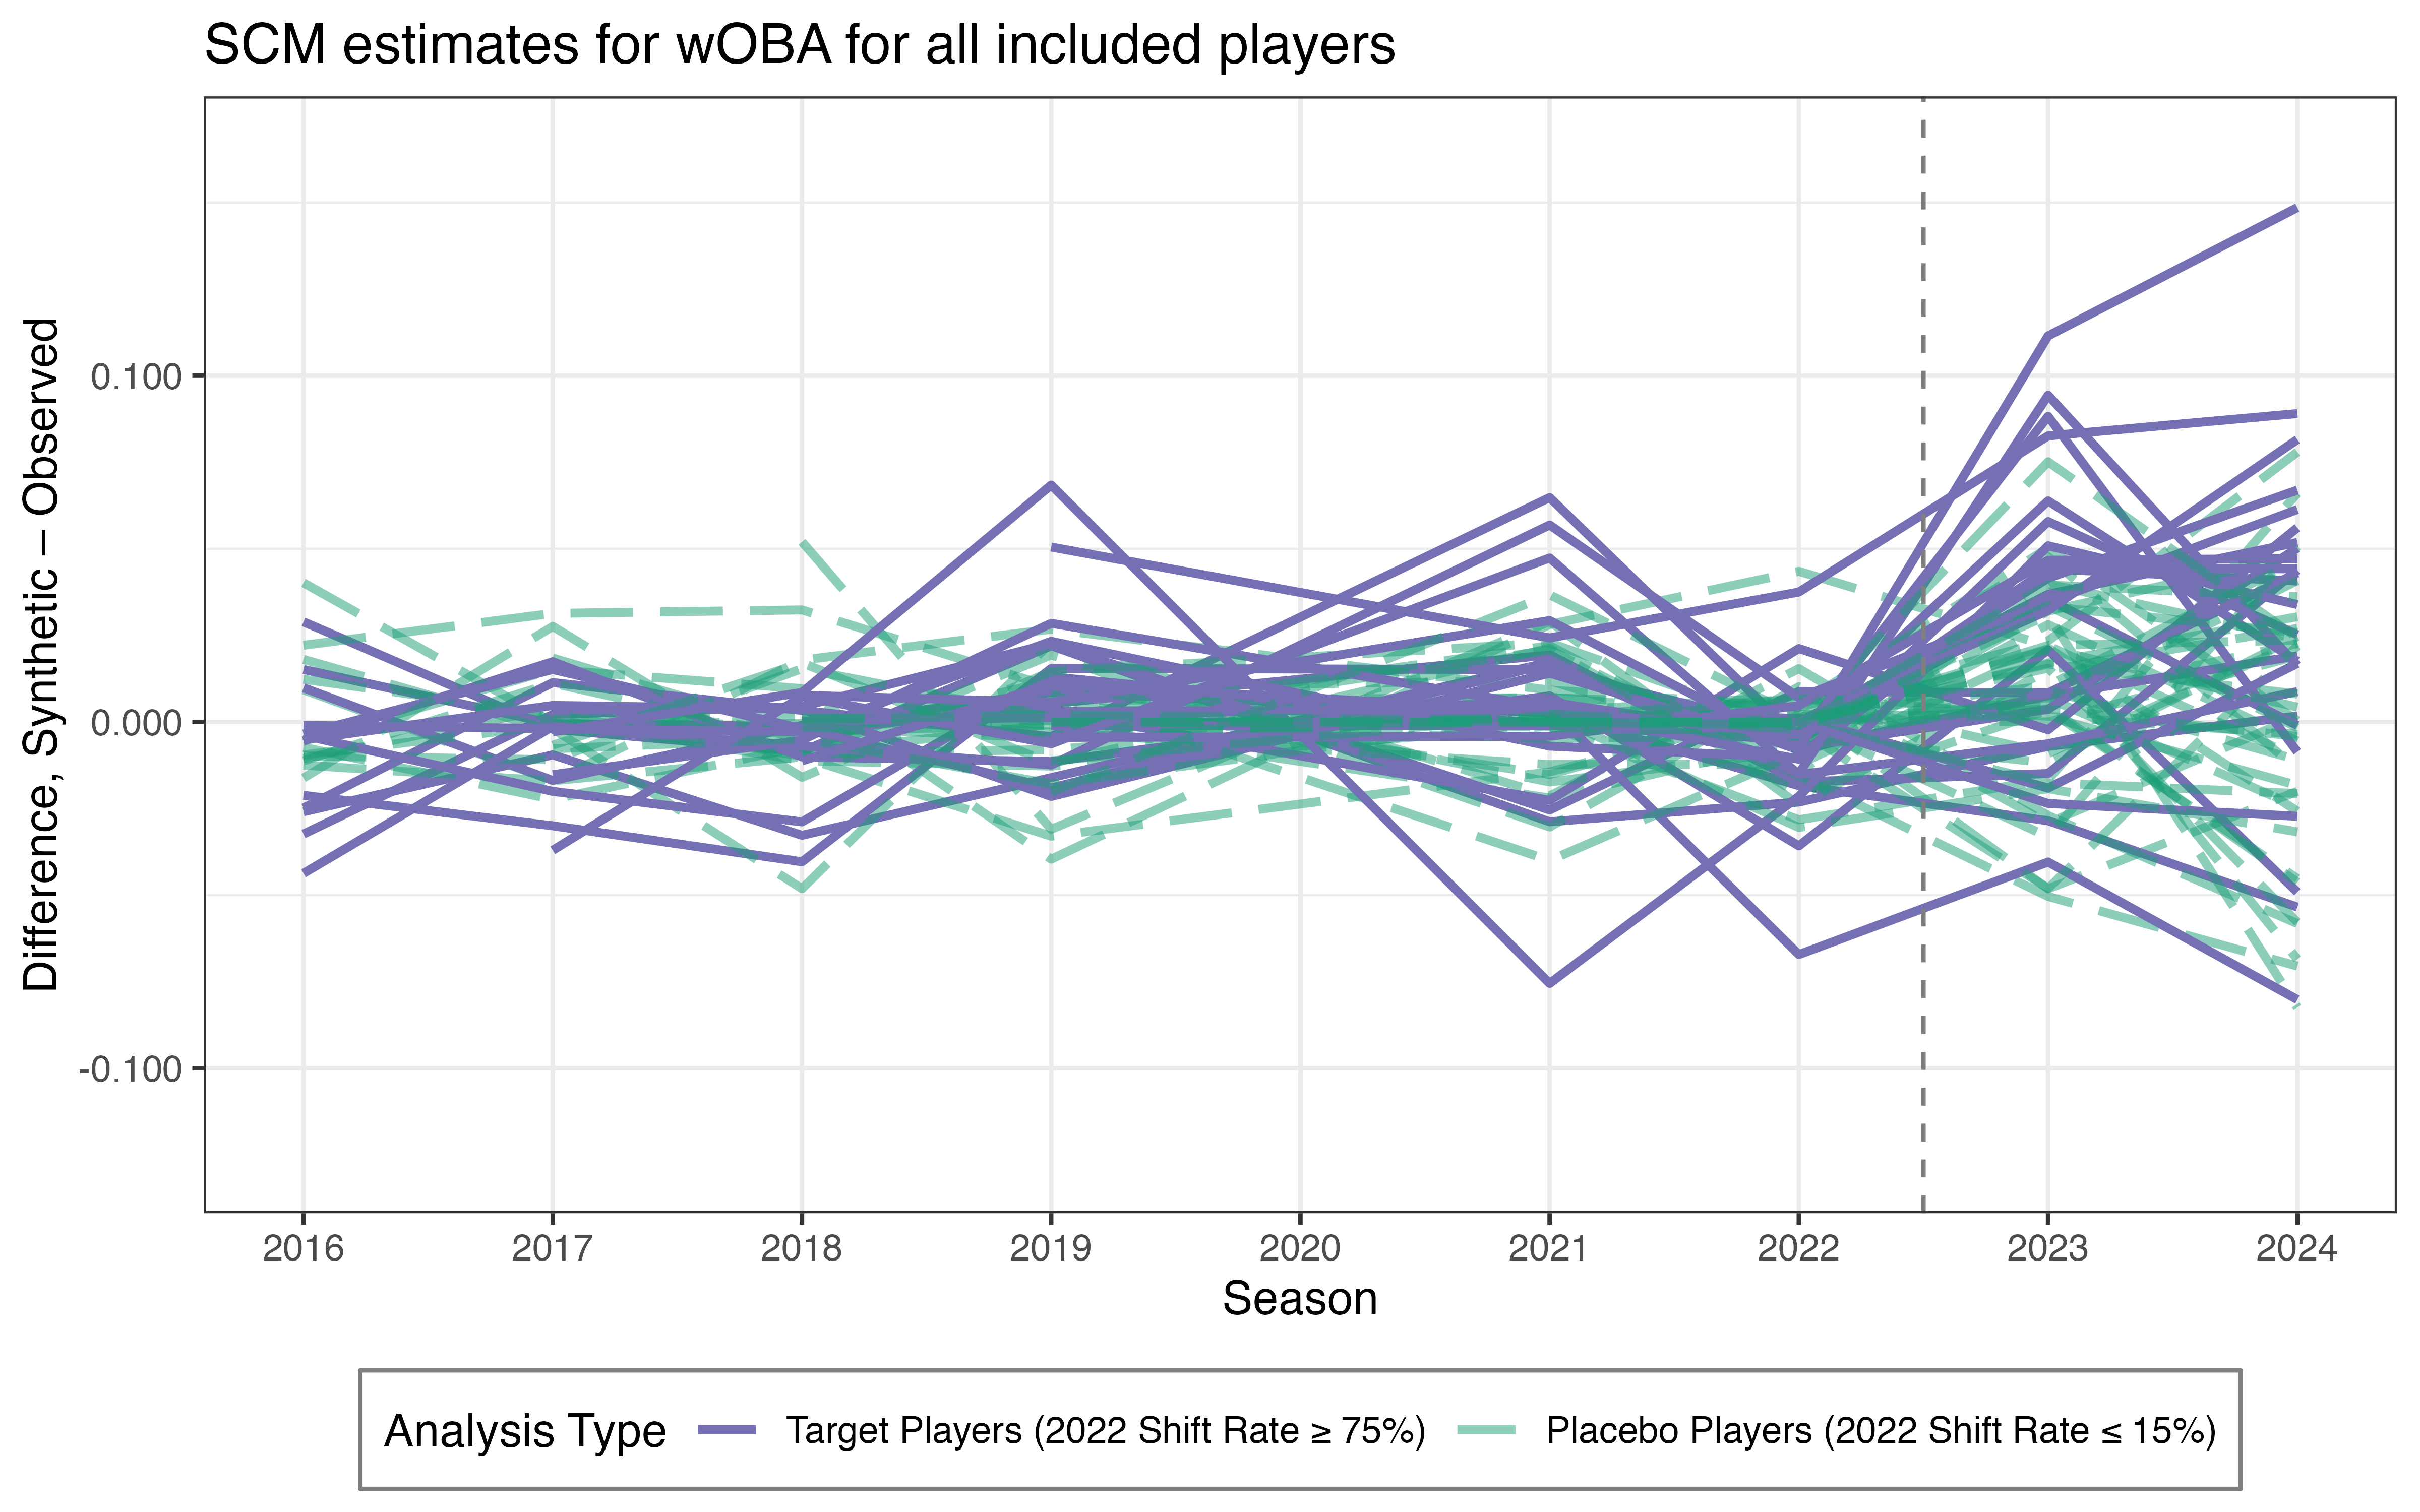 SCM estimates for wOBA for all included players
Difference, Synthetic − Observed
0.100
0.000
-0.100
2016 2017 2018 2019 2020 2021 2022 2023 2024
Season
Analysis Type Target Players (2022 Shift Rate ≥ 75%) Placebo Players (2022 Shift Rate ≤ 15%)